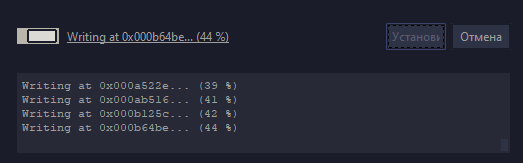 Writing at 0x000b64be... (44 %)
Установи
Отмена
Writing at 0x000a522e... (39 %)
Writing at 0x000ab516... (41 %)
Writing at 0x000b125c... (42 %)
Writing at 0x000b64be... (44 %)